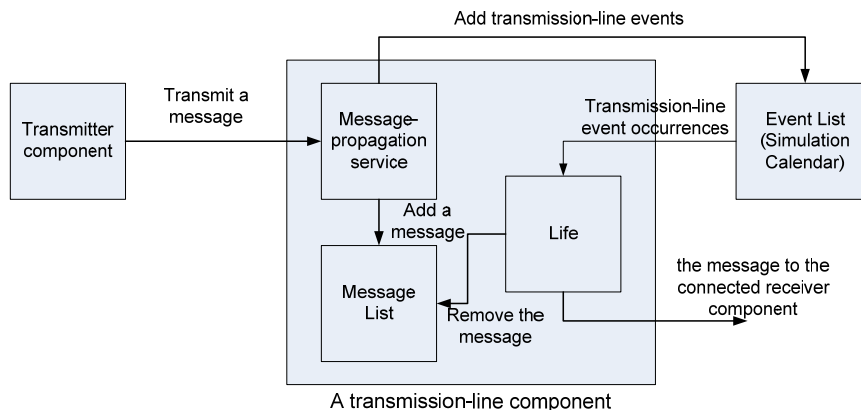 Add transmission-line events
Transmit a
message
Transmitter
component
Message-
propagation
service
Transmission-line
event occurrences
Event List
(Simulation
Calendar)
Add a
message
Life
Message
List
Remove the
message
the message to the
connected receiver
component
A transmission-line component